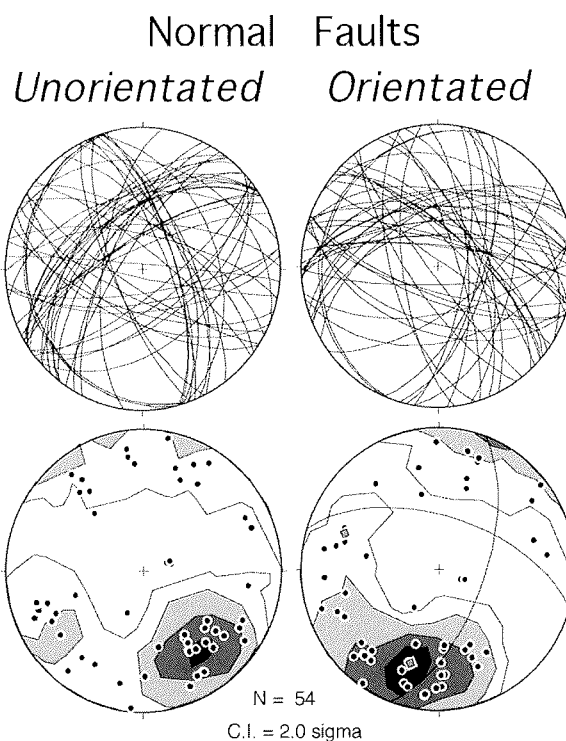 Normal Faults
Unorientated Orientated
N = 54
C.I. = 2.0 sigma